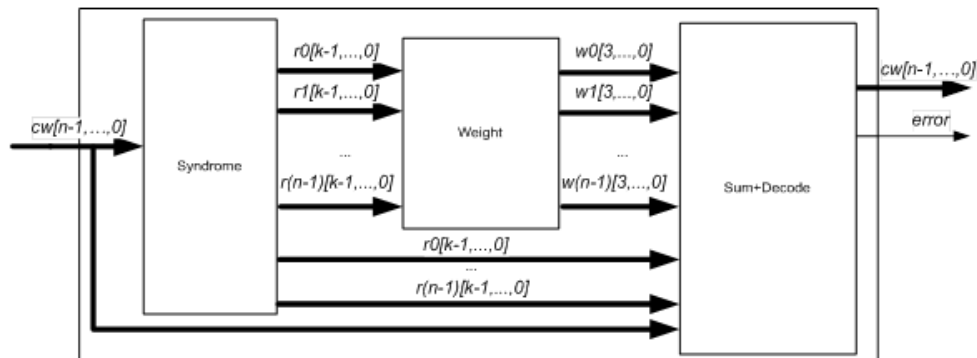 r0[k-1,...,0]
w0[3,...,0]
r1[k-1,...,0]
w1[3,...,0]
cw[n-1,...,0]
cw[n-1,...,0]
error
Weight
Syndrome
...
...
Sum+Decode
r(n-1)[k-1,...,0]
w(n-1)[3,...,0]
r0[k-1,...,0]
...
r(n-1)[k-1,...,0]